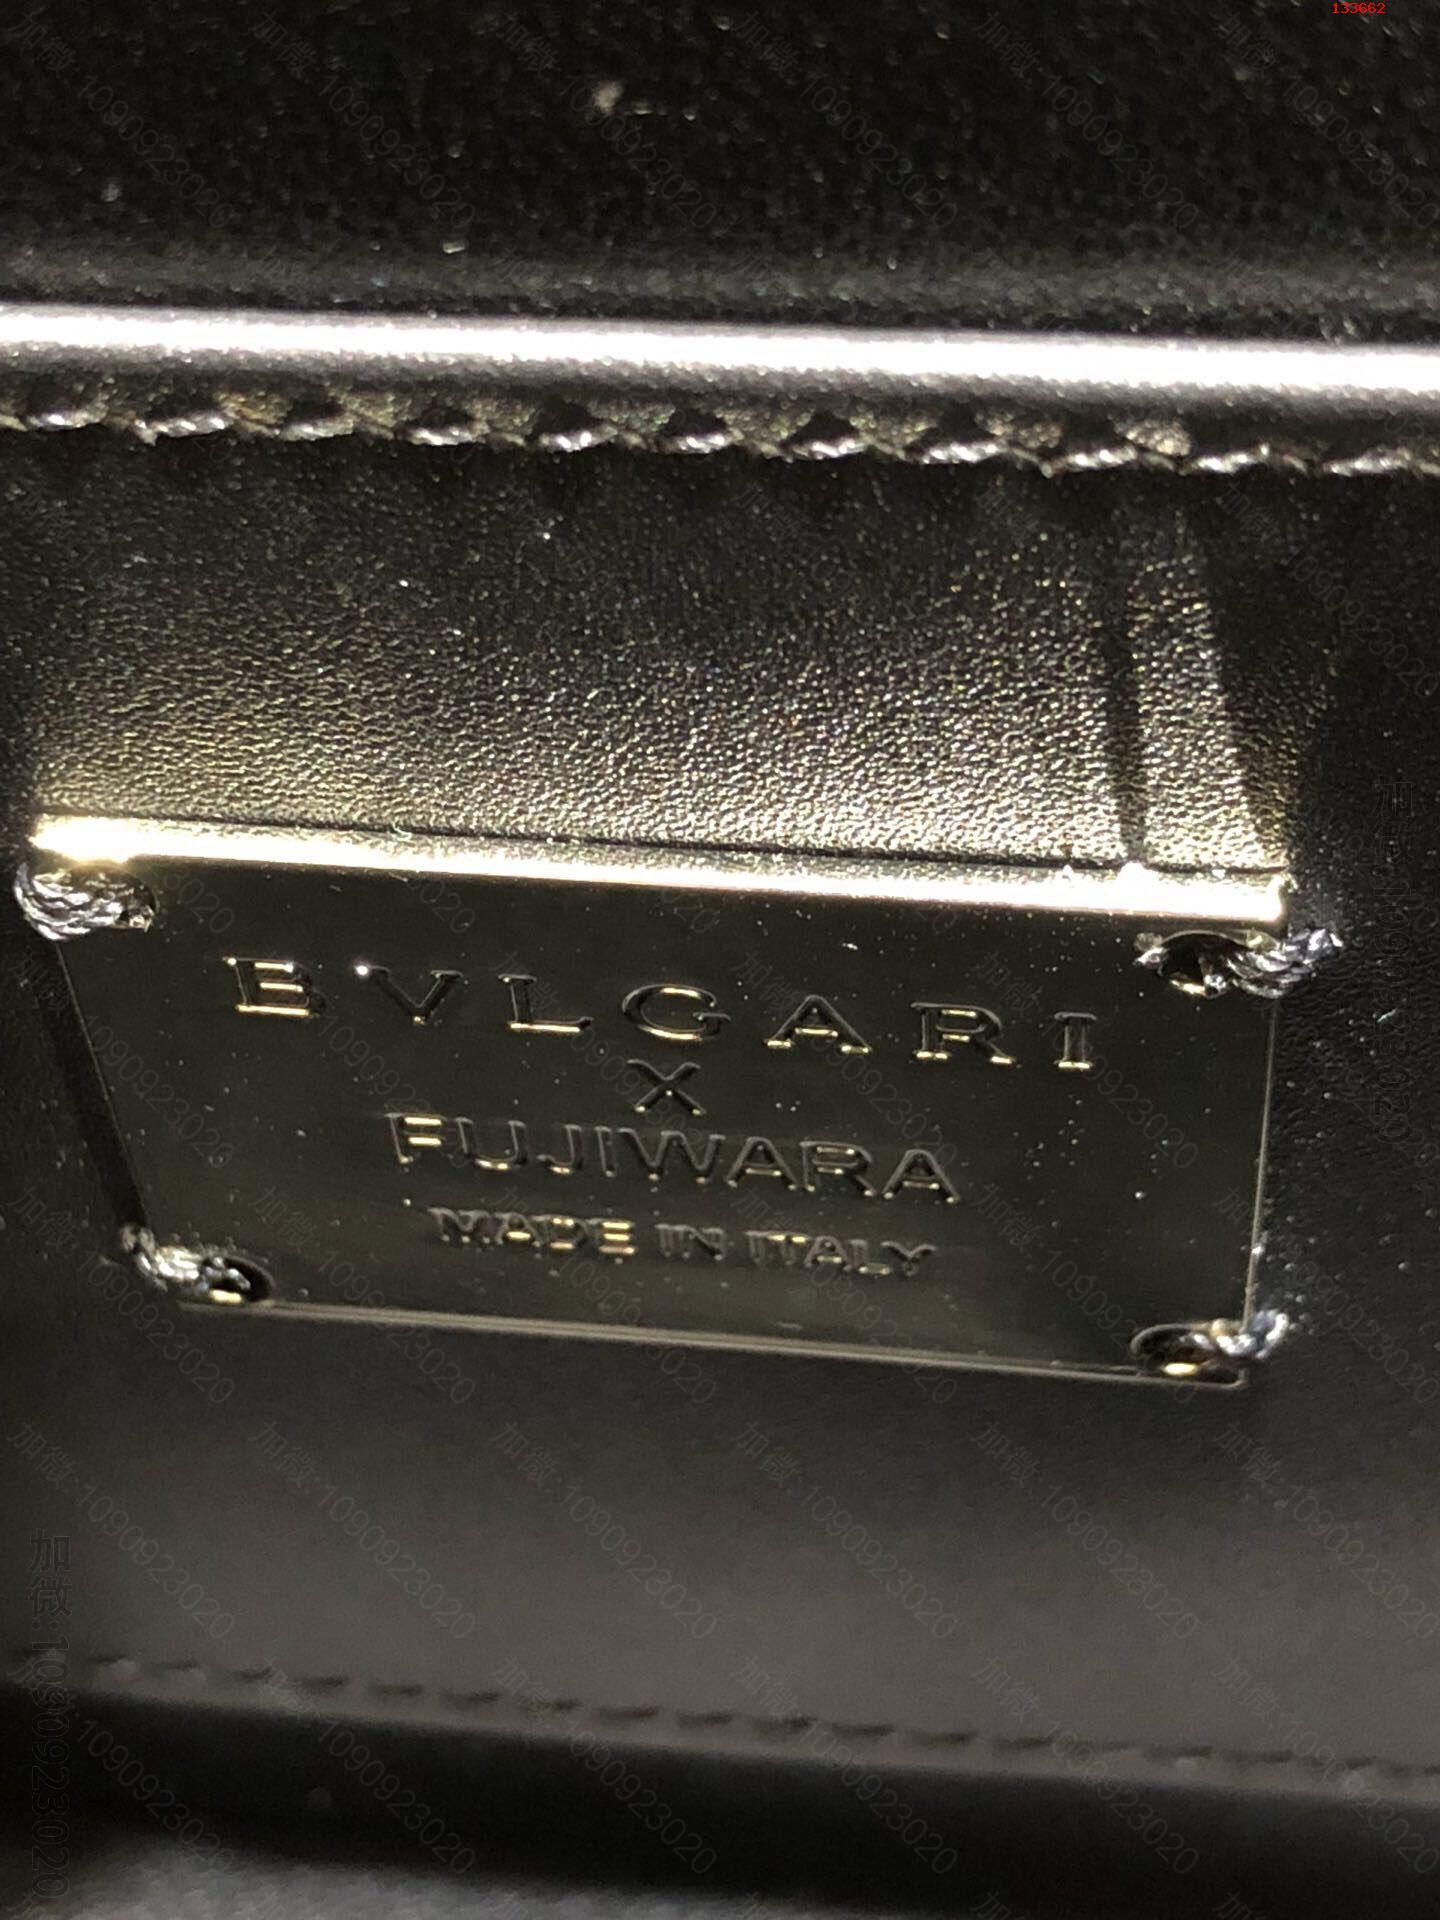 133662
BVLGARI
X
FUJIWARA
MADE IN ITALY
加微:1090923020